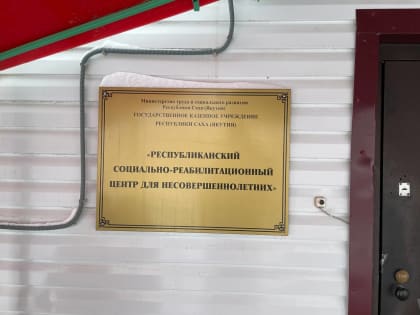 Министерство труда и социального развития
Республики Саха (Якутия)
ГОСУДАРСТВЕННОЕ КАЗЕННОЕ УЧРЕЖДЕНИЕ
РЕСПУБЛИКИ САХА (ЯКУТИЯ)
«РЕСПУБЛИКАНСКИЙ
СОЦИАЛЬНО-РЕАБИЛИТАЦИОННЫЙ
ЦЕНТР ДЛЯ НЕСОВЕРШЕННОЛЕТНИХ»